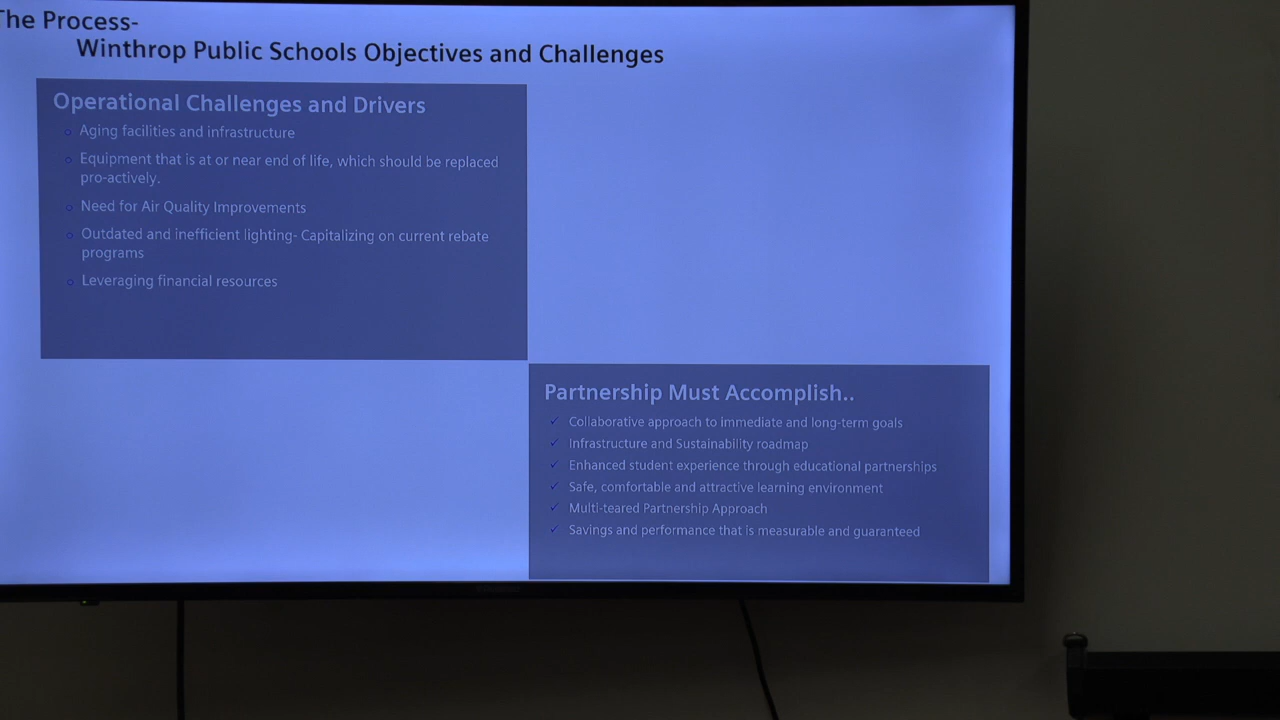 The Process-
Winthrop Public Schools Objectives and Challenges
Operational Challenges and Drivers
Aging facilities and infrastructure
Equipment that is at or near end of life, which should be replaced
pro-actively.
Need for Air Quality Improvements
Outdated and inefficient lighting- Capitalizing on current rebate
programs
Leveraging financial resources
Partnership Must Accomplish..
Collaborative approach to immediate and long-term goals
Infrastructure and Sustainability roadmap
Enhanced student experience through educational partnerships
Safe, comfortable and attractive learning environment
Multi-teared Partnership Approach
Savings and performance that is measurable and guaranteed